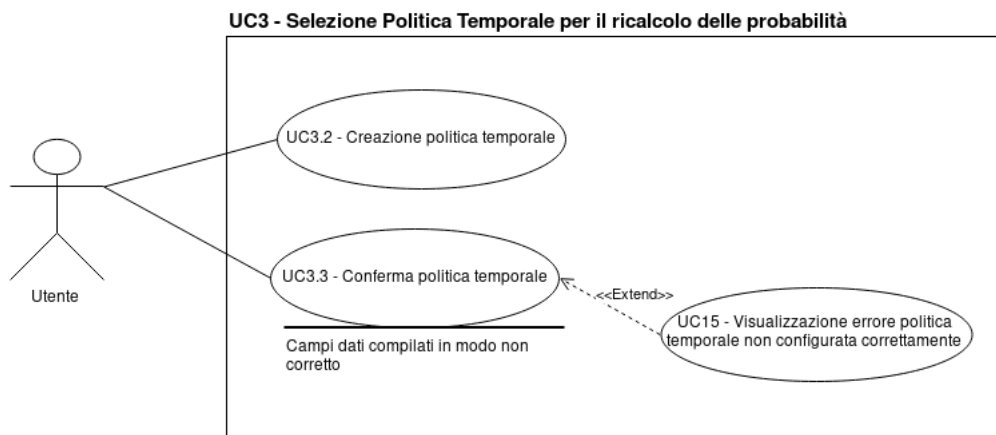 UC3 - Selezione Politica Temporale per il ricalcolo delle probabilità
UC3.2 - Creazione politica temporale
UC3.3 - Conferma politica temporale
<<Extend>>
Utente
UC15 - Visualizzazione errore politica
temporale non configurata correttamente
Campi dati compilati in modo non
corretto